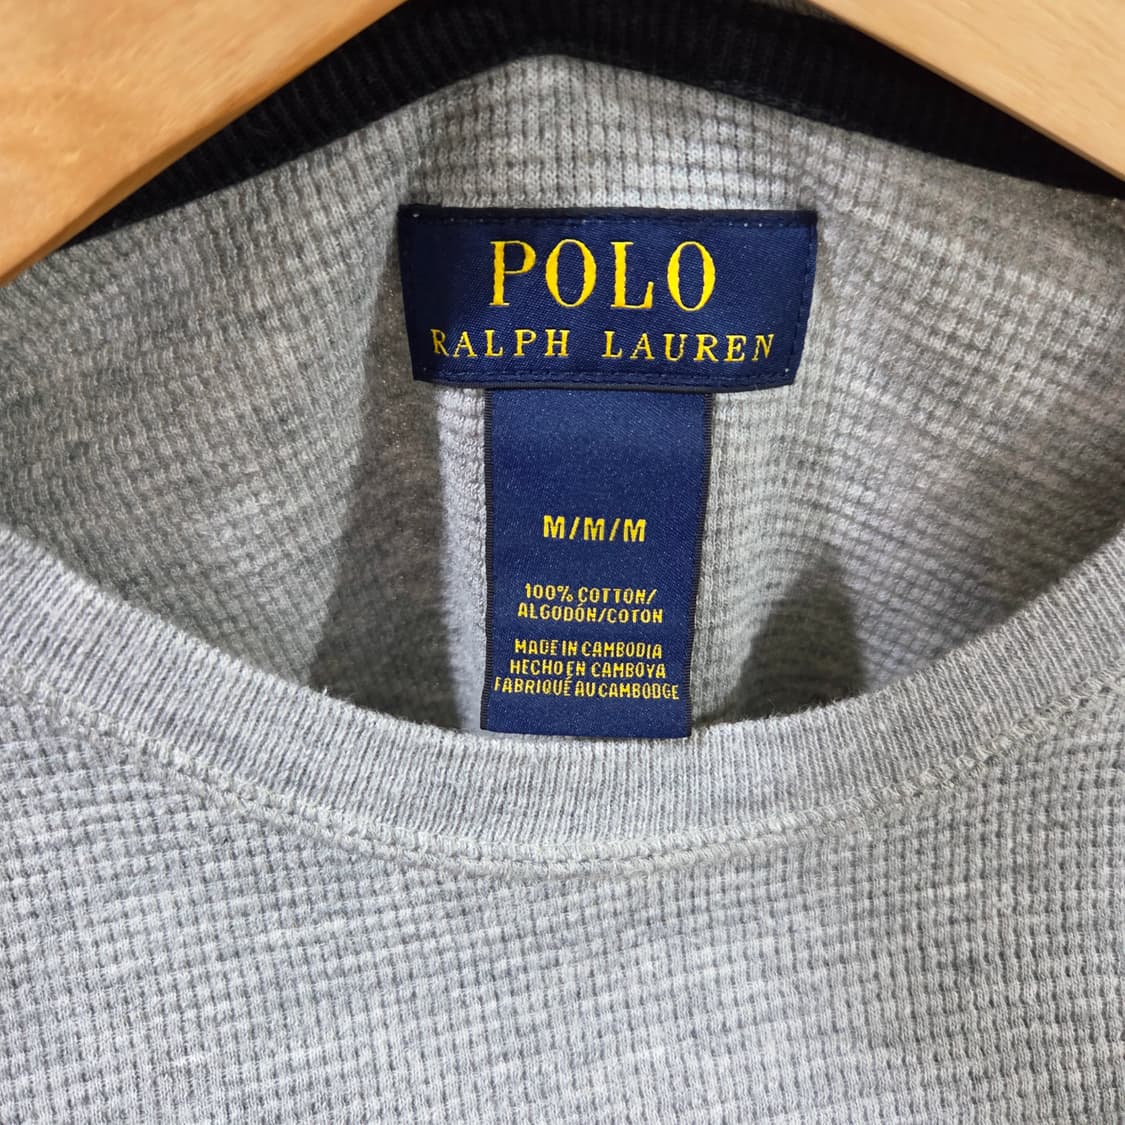 POLO
RALPH LAUREN
M/M/M
100% COTTON/
ALGODÓN/COTON
MADE IN CAMBODIA
HECHO EN CAMBOYA
FABRIQUÉ AU CAMBODGE